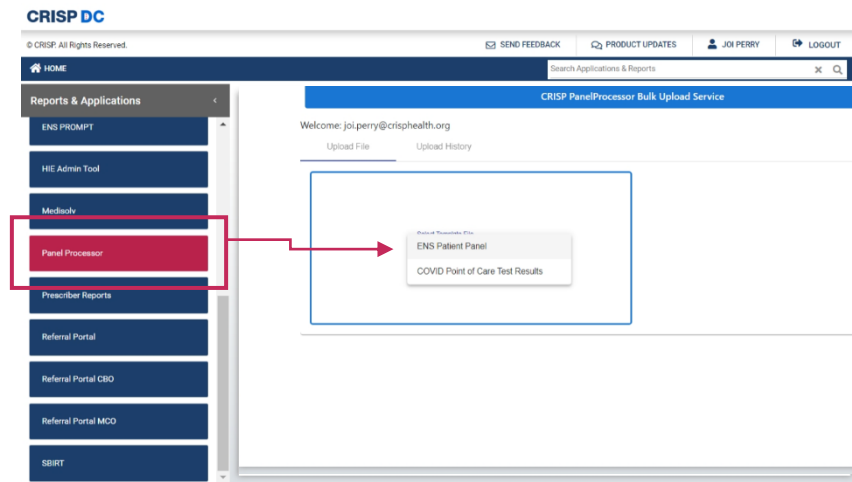 CRISP DC
© CRISP. All Rights Reserved.
SEND FEEDBACK
PRODUCT UPDATES
JOI PERRY
LOGOUT
HOME
Search Applications & Reports
Reports & Applications
CRISP PanelProcessor Bulk Upload Service
ENS PROMPT
Welcome: joi.perry@crisphealth.org
Upload File
Upload History
HIE Admin Tool
Medisolv
Select Template File
ENS Patient Panel
Panel Processor
COVID Point of Care Test Results
Prescriber Reports
Referral Portal
Referral Portal CBO
Referral Portal MCO
SBIRT